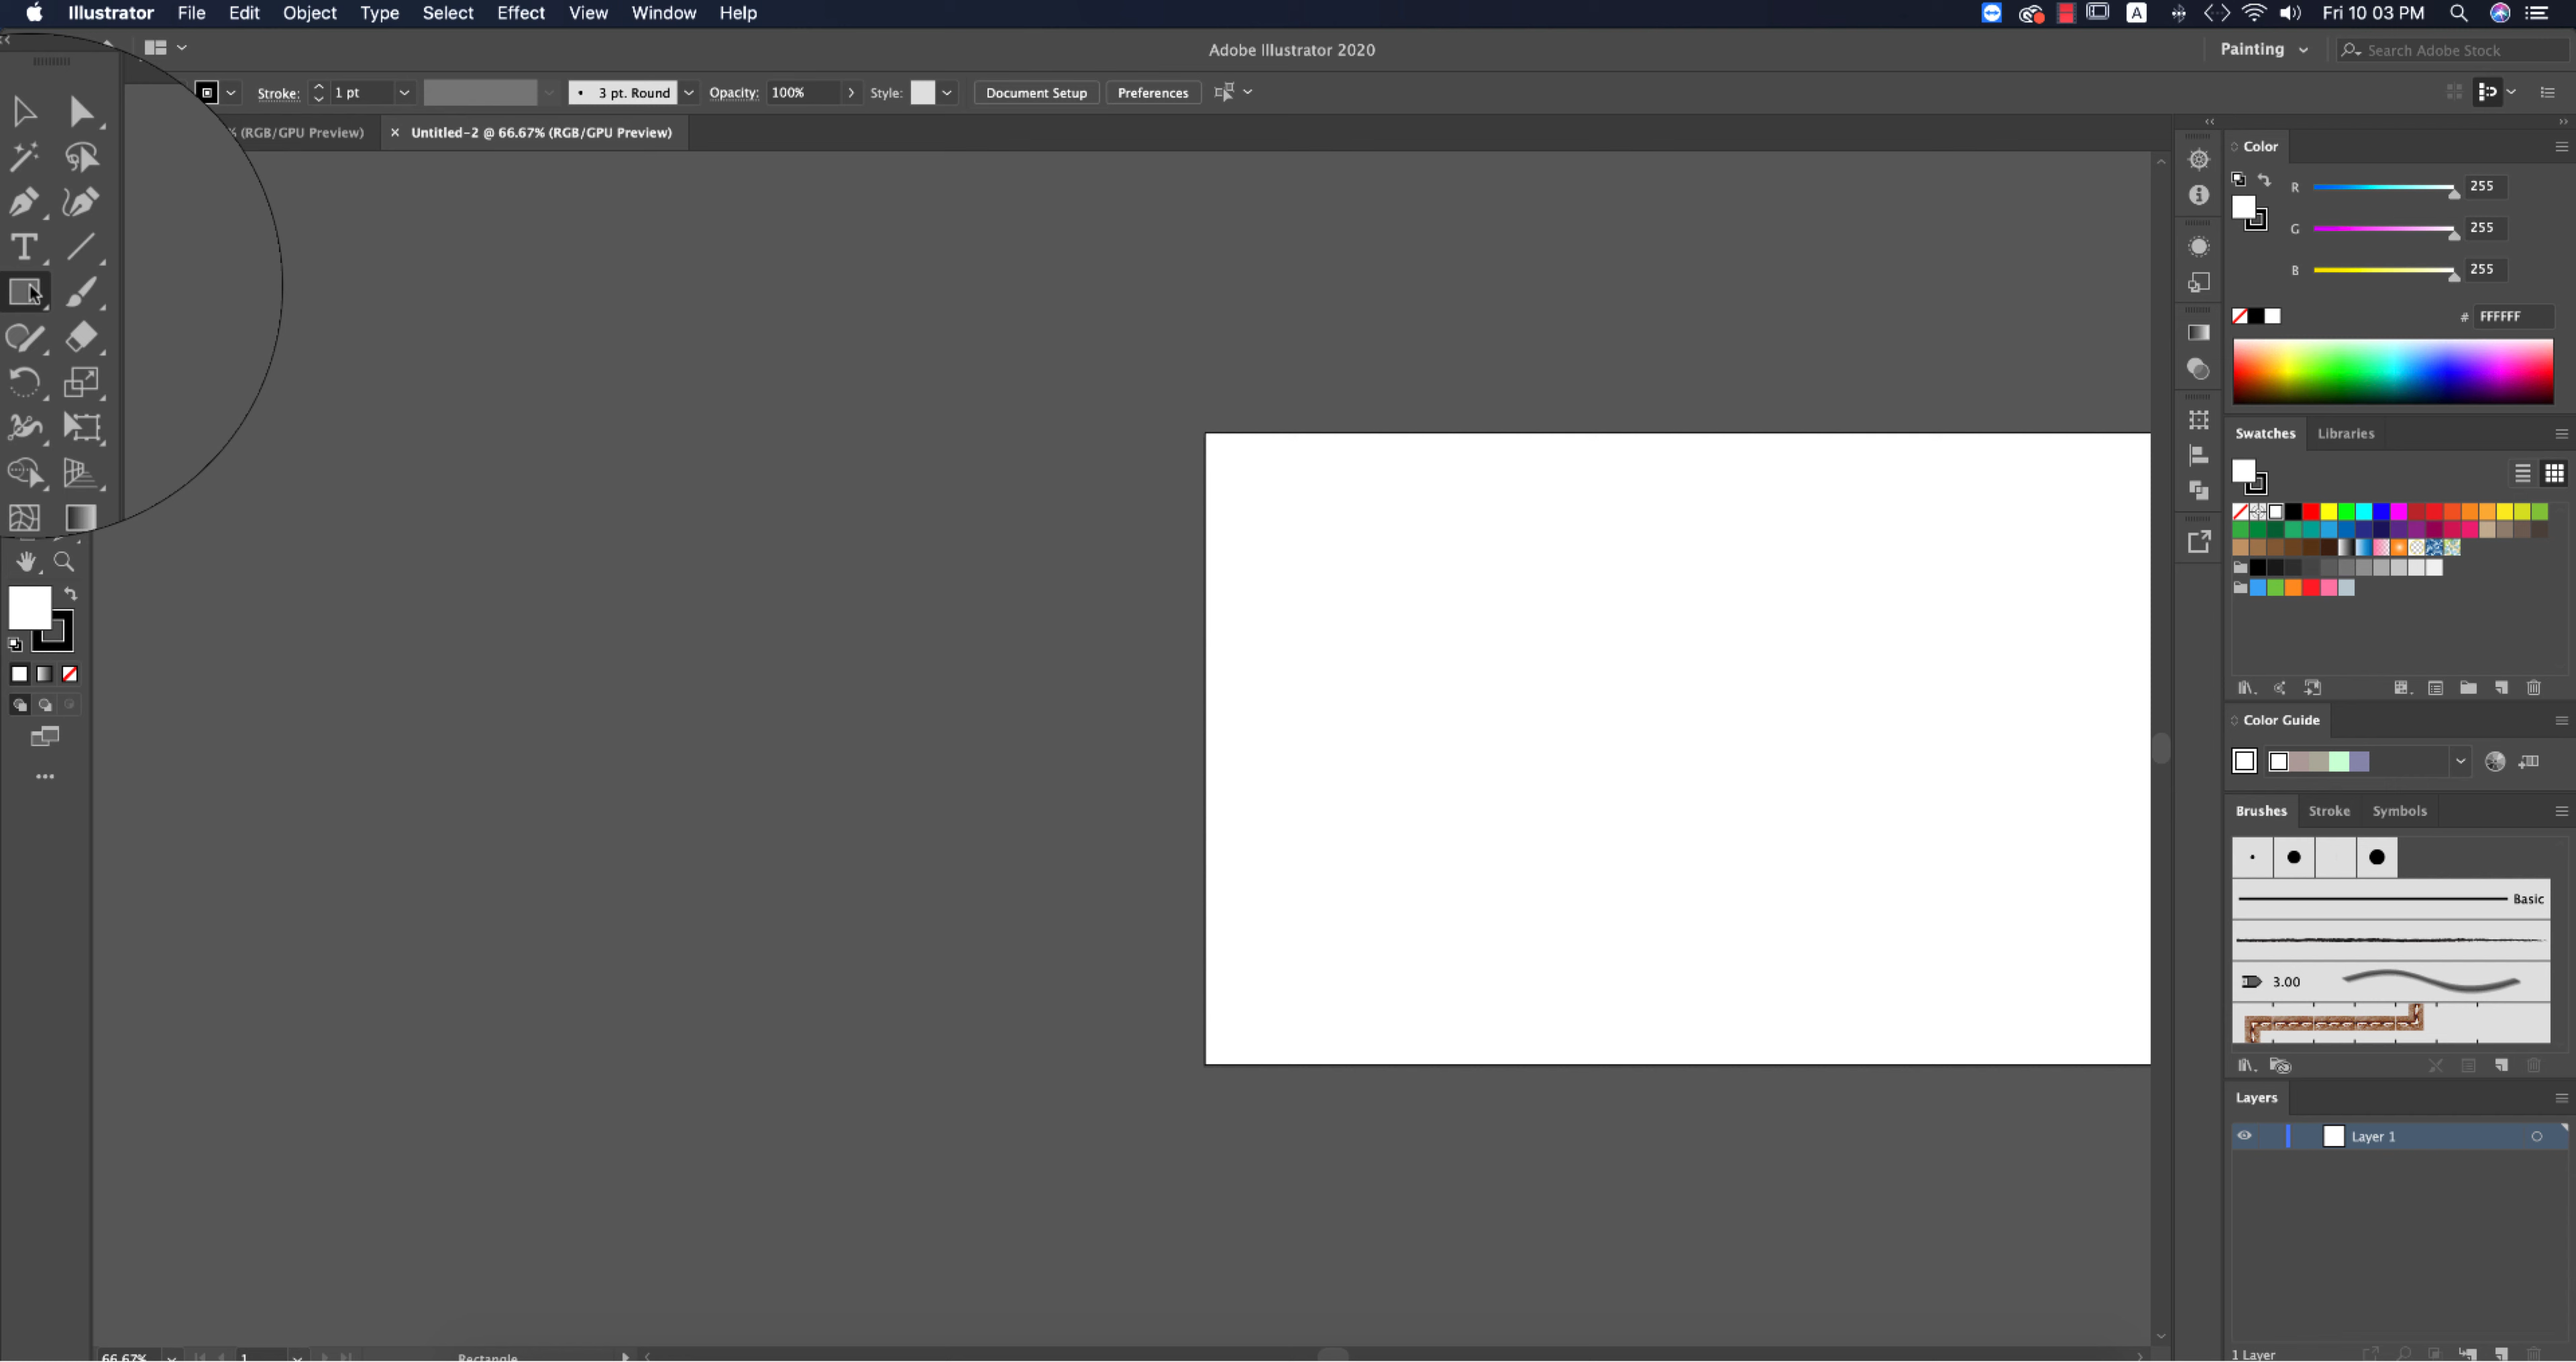 Illustrator File Edit Object Type Select Effect View Window Help
A Fri 10 03 PM
Adobe Illustrator 2020
Painting
Search Adobe Stock
Stroke: 1 pt
3 pt. Round
Opacity: 100%
Style:
Document Setup
Preferences
% (RGB/GPU Preview)
× Untitled-2 @ 66.67% (RGB/GPU Preview)
Color
R 255
G 255
B 255
# FFFFFF
T
Swatches Libraries
Color Guide
Brushes Stroke Symbols
Basic
3.00
Layers
Layer 1
66.67%
1
Rectangle
1 Layer